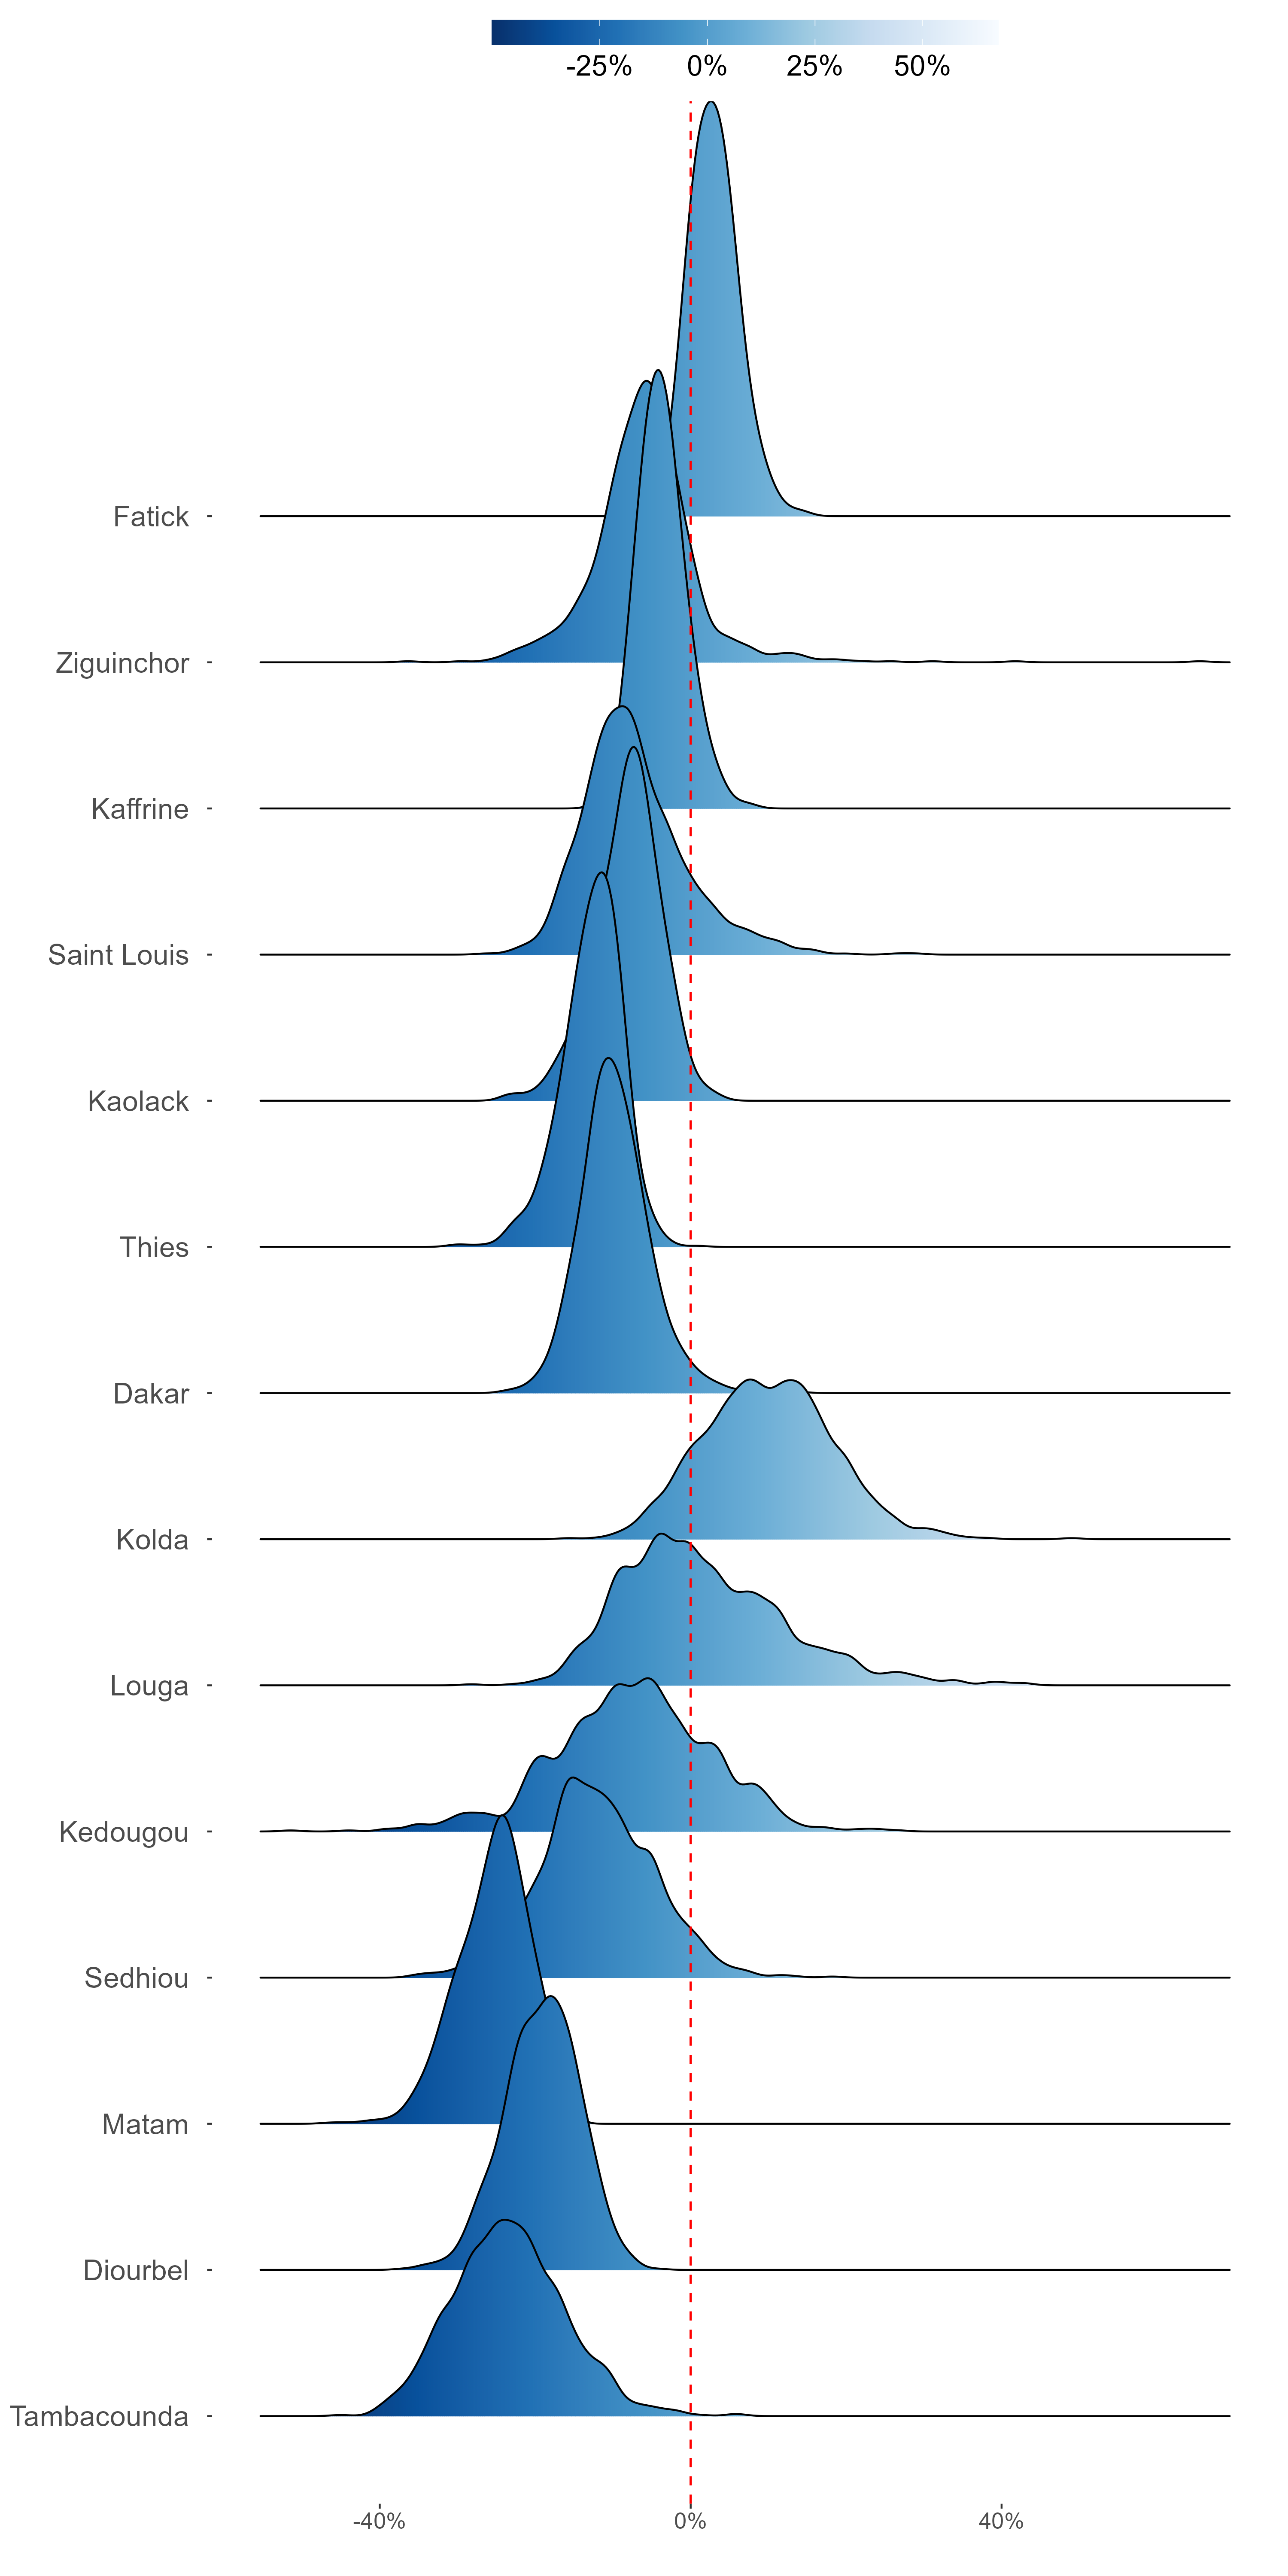 -25% 0% 25% 50%
Fatick
Ziguinchor
Kaffrine
Saint Louis
Kaolack
Thies
Dakar
Kolda
Louga
Kedougou
Sedhiou
Matam
Diourbel
Tambacounda
-40% 0% 40%